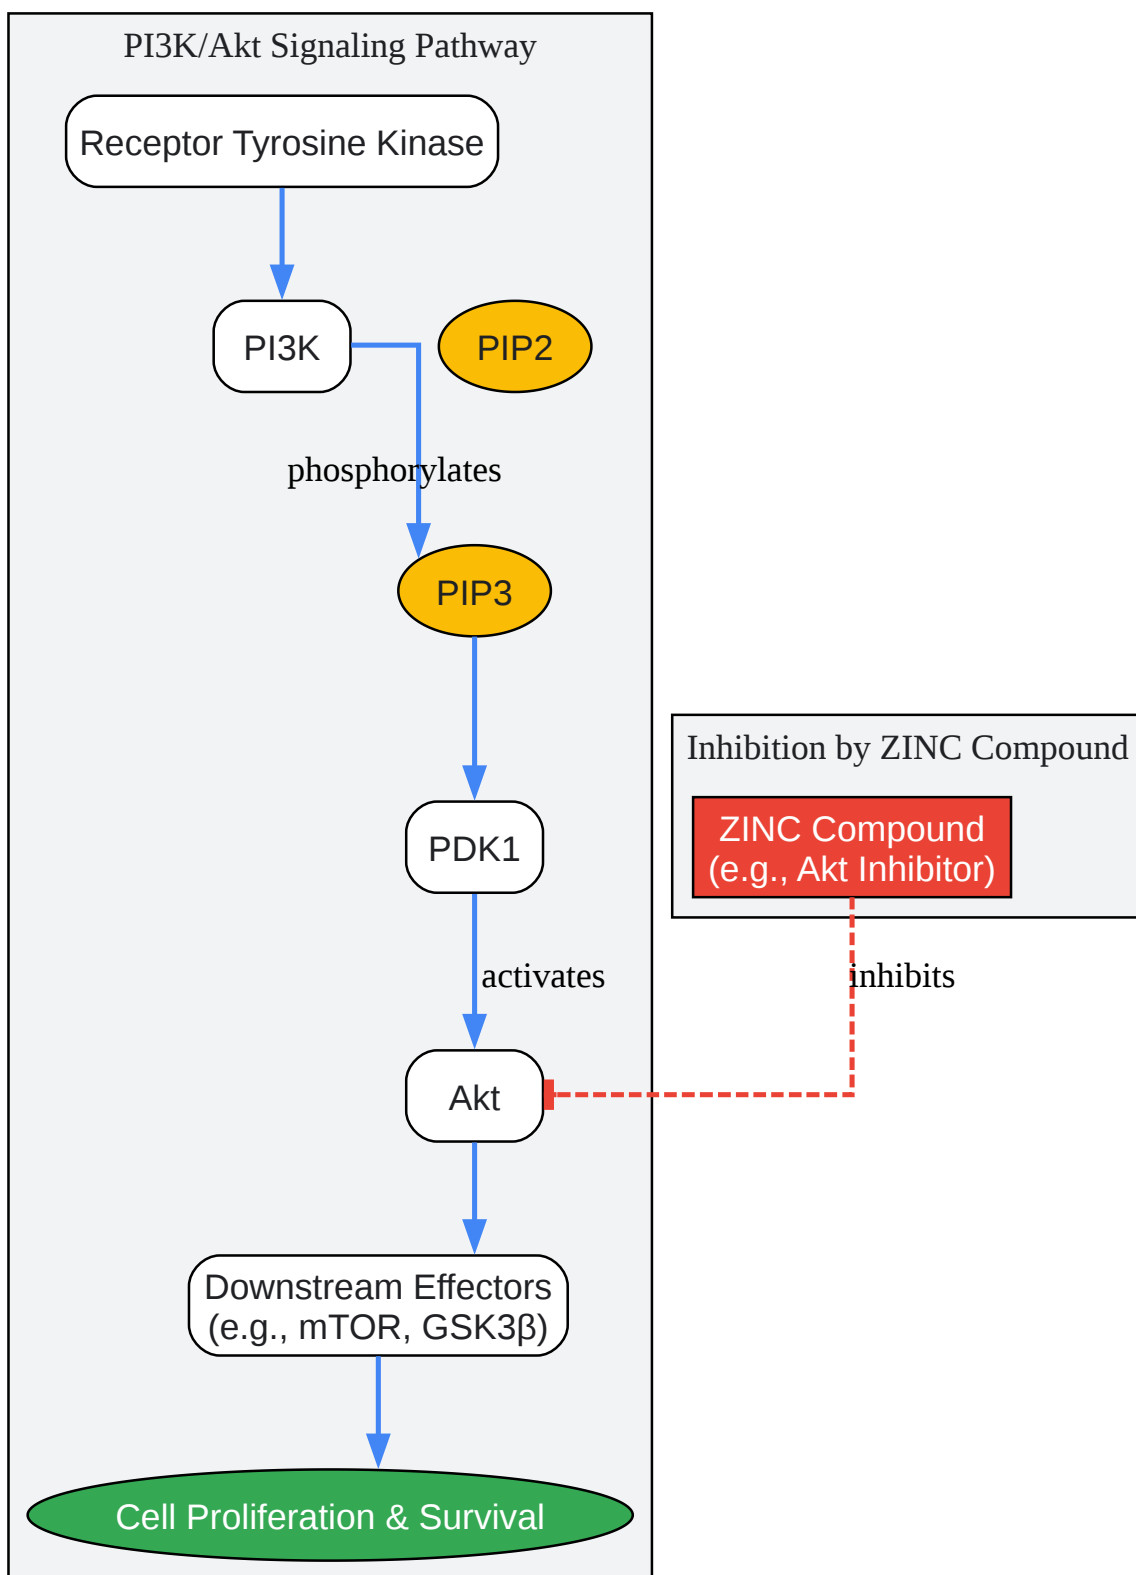 PI3K/Akt Signaling Pathway
Receptor Tyrosine Kinase
PI3K
PIP2
phosphorylates
PIP3
Inhibition by ZINC Compound
ZINC Compound
(e.g., Akt Inhibitor)
PDK1
activates
inhibits
Akt
Downstream Effectors
(e.g., mTOR, GSK3β)
Cell Proliferation & Survival